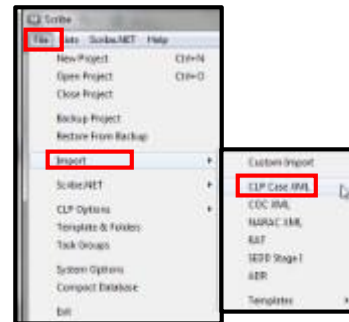 Scribe
File Data Scribe.NET Help
New Project Ctrl+N
Open Project Ctrl+O
Close Project
Backup Project
Restore From Backup
Import
Scribe.NET
CLP Options
Template & Folders
Task Groups
System Options
Compact Database
Exit
Custom Import
CLP Case XML
COC XML
NARAC XML
RAT
SEDD Stage I
ADR
Templates